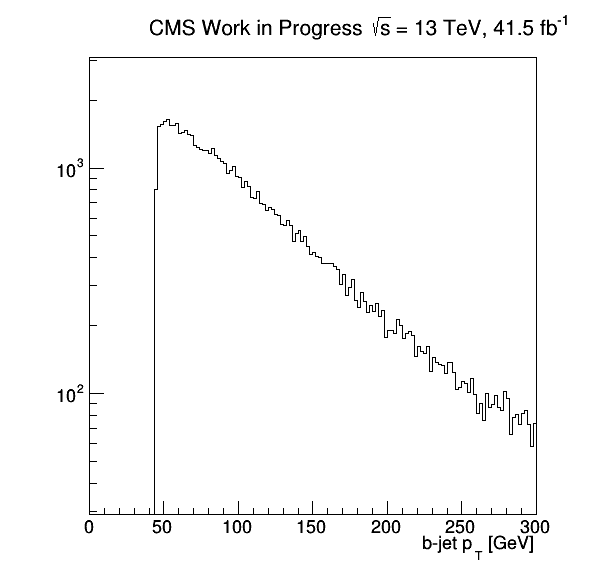 CMS Work in Progress √s = 13 TeV, 41.5 fb⁻¹
10³
10²
0 50 100 150 200 250 300
b-jet p_T [GeV]